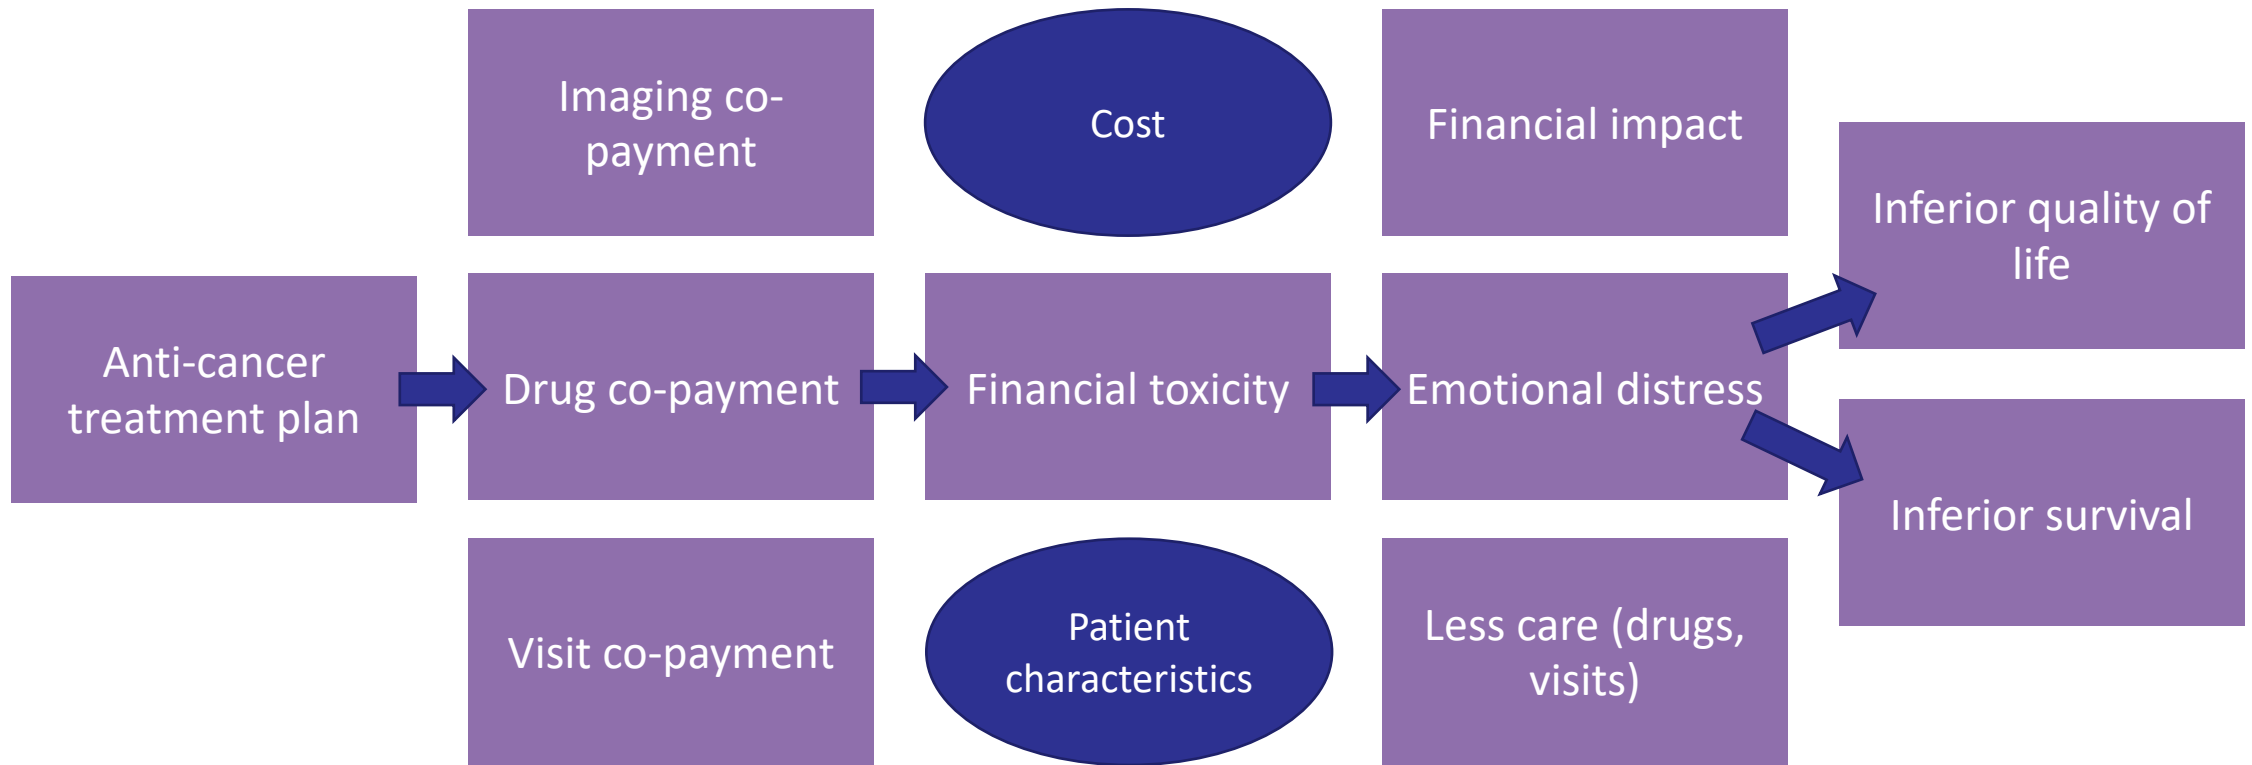 Imaging co-
payment
Cost
Financial impact
Inferior quality of
life
Anti-cancer
treatment plan
Drug co-payment
Financial toxicity
Emotional distress
Inferior survival
Visit co-payment
Patient
characteristics
Less care (drugs,
visits)